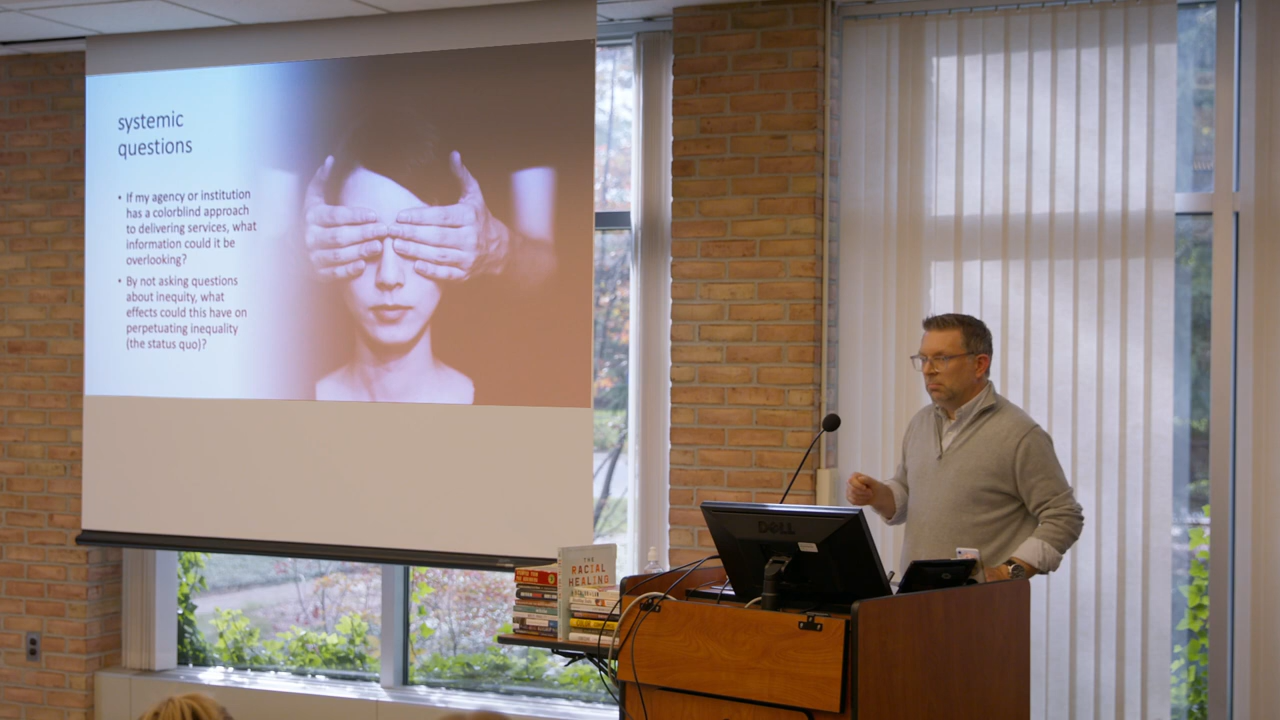 systemic
questions
• If my agency or institution
has a colorblind approach
to delivering services, what
information could it be
overlooking?
• By not asking questions
about inequity, what
effects could this have on
perpetuating inequality
(the status quo)?
THE
RACIAL
HEALING
DELL